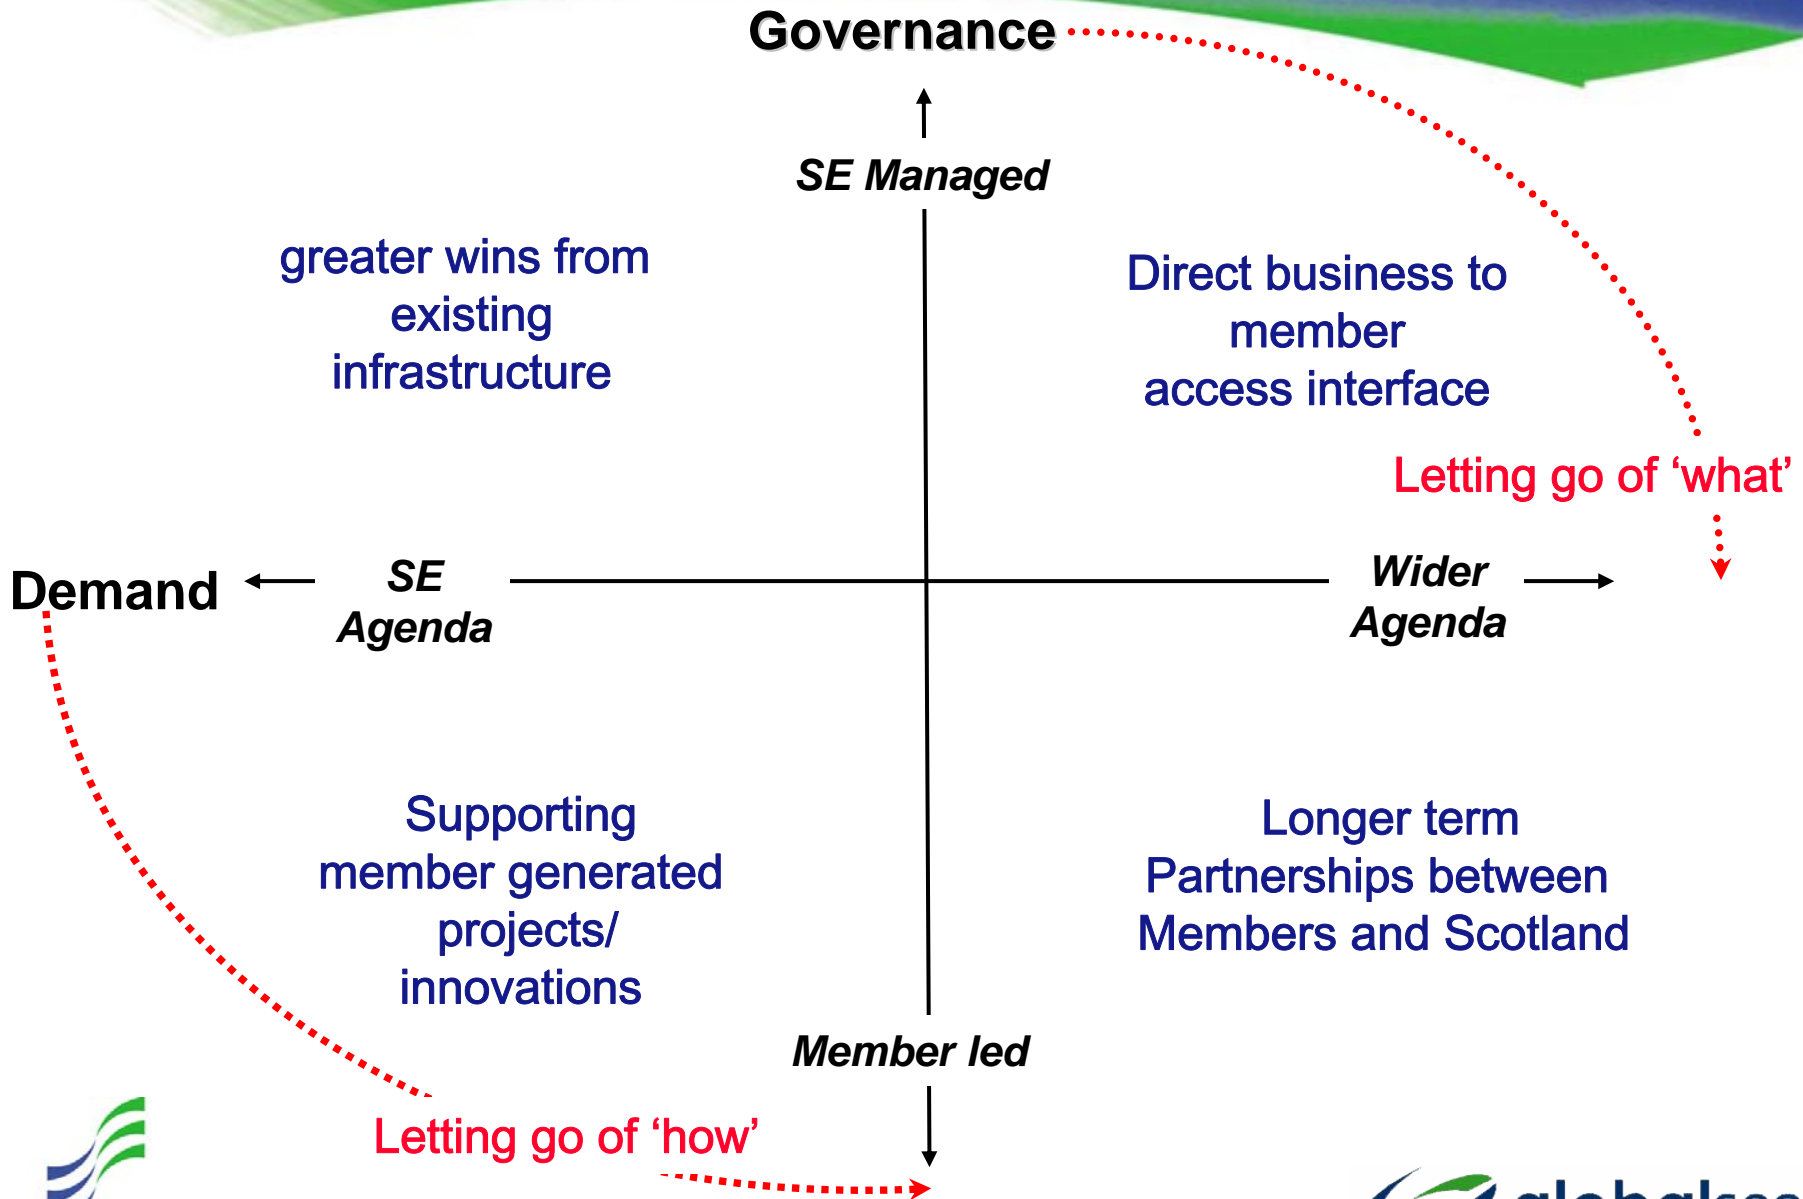 Governance
SE Managed
greater wins from
existing
infrastructure
Direct business to
member
access interface
Letting go of ‘what’
Demand
SE
Agenda
Wider
Agenda
Supporting
member generated
projects/
innovations
Longer term
Partnerships between
Members and Scotland
Member led
Letting go of ‘how’